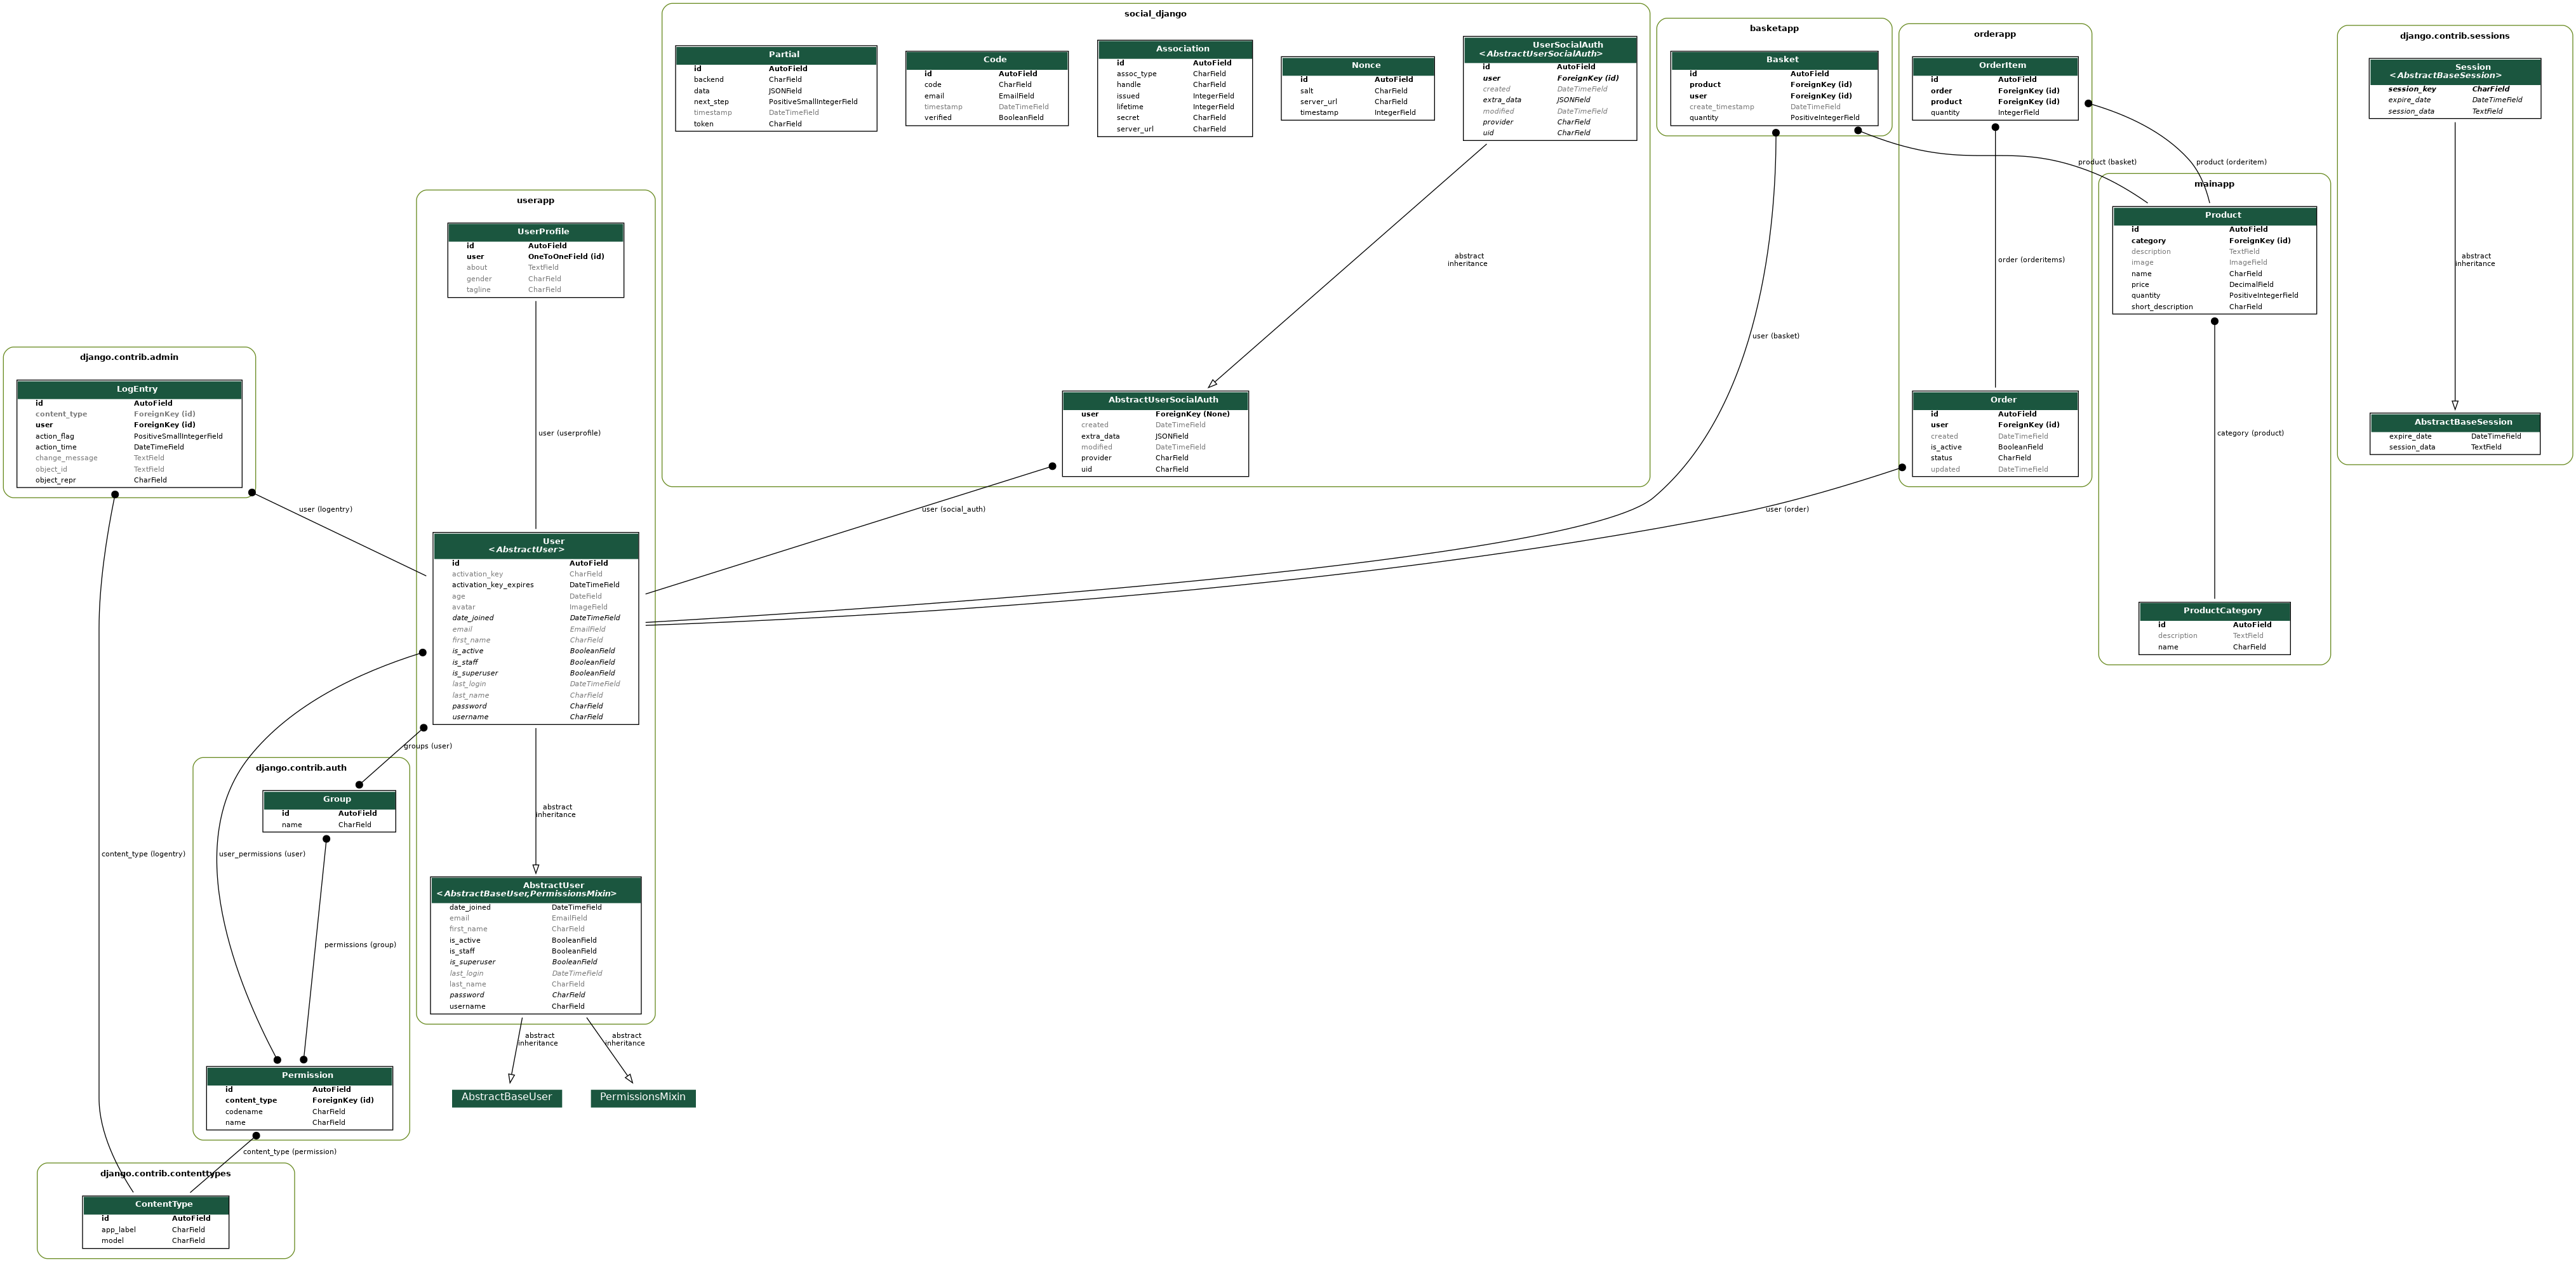 social_django
Partial
id AutoField
backend CharField
data JSONField
next_step PositiveSmallIntegerField
timestamp DateTimeField
token CharField
Code
id AutoField
code CharField
email EmailField
timestamp DateTimeField
verified BooleanField
Association
id AutoField
assoc_type CharField
handle CharField
issued IntegerField
lifetime IntegerField
secret CharField
server_url CharField
Nonce
id AutoField
salt CharField
server_url CharField
timestamp IntegerField
UserSocialAuth
<AbstractUserSocialAuth>
id AutoField
user ForeignKey (id)
created DateTimeField
extra_data JSONField
modified DateTimeField
provider CharField
uid CharField
abstract
inheritance
AbstractUserSocialAuth
user ForeignKey (None)
created DateTimeField
extra_data JSONField
modified DateTimeField
provider CharField
uid CharField
user (social_auth)
basketapp
Basket
id AutoField
product ForeignKey (id)
user ForeignKey (id)
create_timestamp DateTimeField
quantity PositiveIntegerField
product (basket)
user (basket)
orderapp
OrderItem
id AutoField
order ForeignKey (id)
product ForeignKey (id)
quantity IntegerField
product (orderitem)
order (orderitems)
Order
id AutoField
user ForeignKey (id)
created DateTimeField
is_active BooleanField
status CharField
updated DateTimeField
user (order)
mainapp
Product
id AutoField
category ForeignKey (id)
description TextField
image ImageField
name CharField
price DecimalField
quantity PositiveIntegerField
short_description CharField
category (product)
ProductCategory
id AutoField
description TextField
name CharField
django.contrib.sessions
Session
<AbstractBaseSession>
session_key CharField
expire_date DateTimeField
session_data TextField
abstract
inheritance
AbstractBaseSession
expire_date DateTimeField
session_data TextField
userapp
UserProfile
id AutoField
user OneToOneField (id)
about TextField
gender CharField
tagline CharField
user (userprofile)
User
<AbstractUser>
id AutoField
activation_key CharField
activation_key_expires DateTimeField
age DateField
avatar ImageField
date_joined DateTimeField
email EmailField
first_name CharField
is_active BooleanField
is_staff BooleanField
is_superuser BooleanField
last_login DateTimeField
last_name CharField
password CharField
username CharField
abstract
inheritance
AbstractUser
<AbstractBaseUser,PermissionsMixin>
date_joined DateTimeField
email EmailField
first_name CharField
is_active BooleanField
is_staff BooleanField
is_superuser BooleanField
last_login DateTimeField
last_name CharField
password CharField
username CharField
abstract
inheritance
abstract
inheritance
AbstractBaseUser
PermissionsMixin
django.contrib.admin
LogEntry
id AutoField
content_type ForeignKey (id)
user ForeignKey (id)
action_flag PositiveSmallIntegerField
action_time DateTimeField
change_message TextField
object_id TextField
object_repr CharField
user (logentry)
content_type (logentry)
groups (user)
django.contrib.auth
Group
id AutoField
name CharField
user_permissions (user)
permissions (group)
Permission
id AutoField
content_type ForeignKey (id)
codename CharField
name CharField
content_type (permission)
django.contrib.contenttypes
ContentType
id AutoField
app_label CharField
model CharField